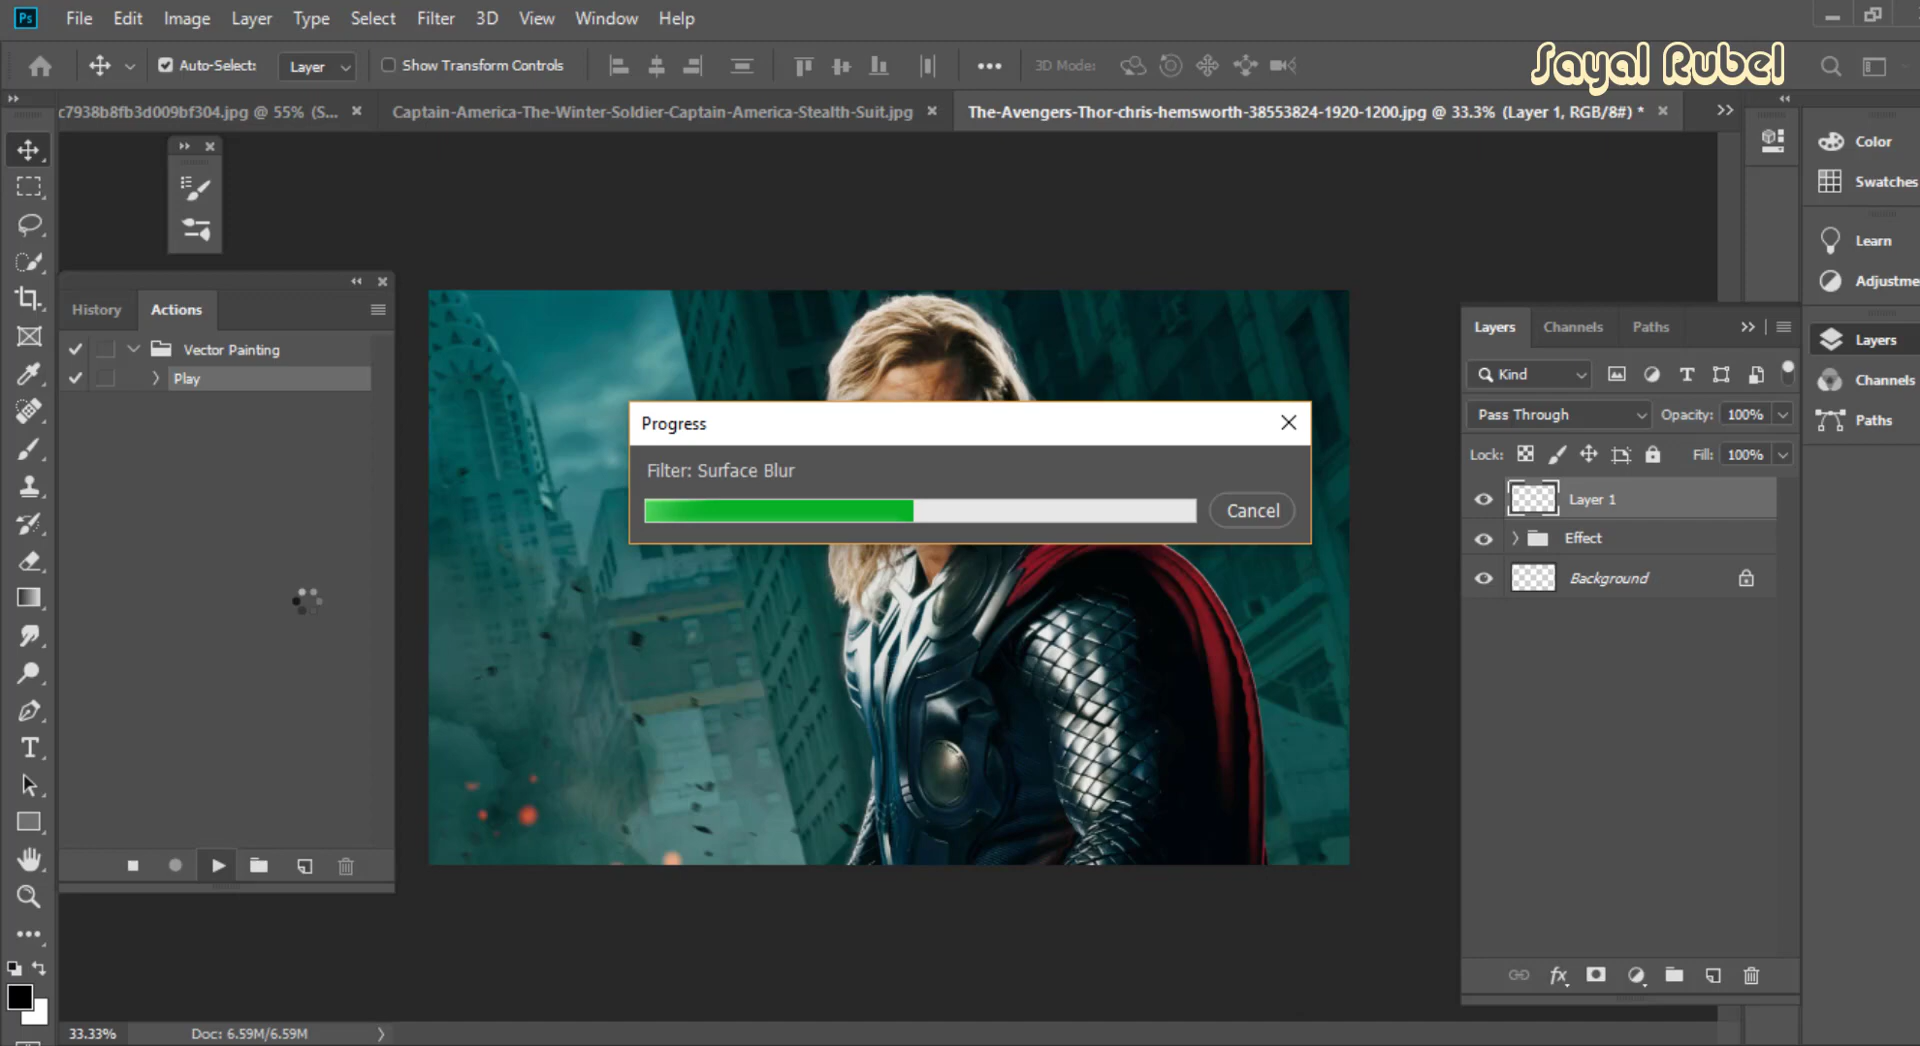 Ps File Edit Image Layer Type Select Filter 3D View Window Help
Auto-Select: Layer Show Transform Controls 3D Mode:
Sayal Rubel
c7938b8fb3d009bf304.jpg @ 55% (S... Captain-America-The-Winter-Soldier-Captain-America-Stealth-Suit.jpg The-Avengers-Thor-chris-hemsworth-38553824-1920-1200.jpg @ 33.3% (Layer 1, RGB/8#) *
Color
Swatches
Learn
Adjustme
Layers
Channels
Paths
History Actions
Vector Painting
Play
Progress
Filter: Surface Blur
Cancel
Layers Channels Paths
Kind
Pass Through Opacity: 100%
Lock: Fill: 100%
Layer 1
Effect
Background
fx
33.33% Doc: 6.59M/6.59M